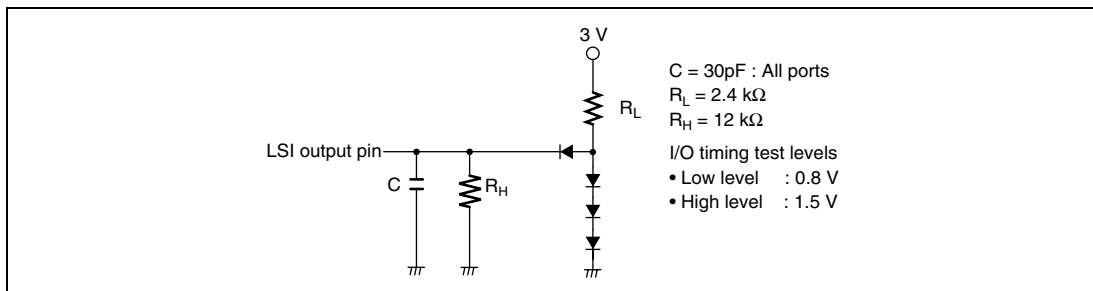 3 V
C = 30pF : All ports
R_L = 2.4 kΩ
R_L
R_H = 12 kΩ
LSI output pin
I/O timing test levels
C
R_H
• Low level : 0.8 V
• High level : 1.5 V